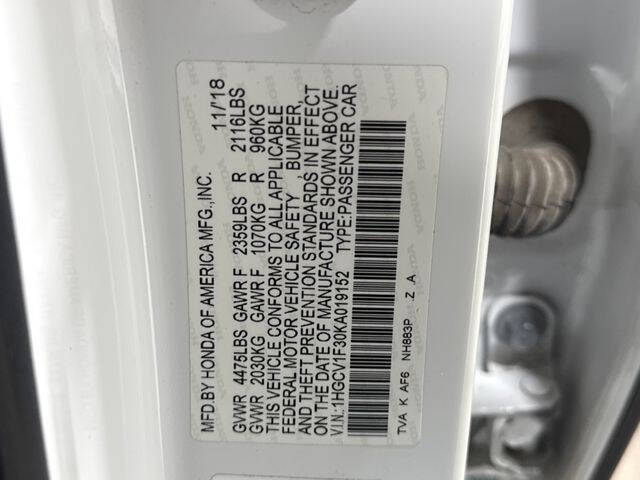 MFD.BY HONDA OF AMERICA MFG.,INC. 11/'18
GVWR 4475LBS GAWR F 2359LBS R 2116LBS
GVWR 2030KG GAWR F 1070KG R 960KG
THIS VEHICLE CONFORMS TO ALL APPLICABLE
FEDERAL MOTOR VEHICLE SAFETY , BUMPER,
AND THEFT PREVENTION STANDARDS IN EFFECT
ON THE DATE OF MANUFACTURE SHOWN ABOVE.
V.I.N.:1HGCV1F30KA019152 TYPE:PASSENGER CAR
TVA K AF6 NH883P Z A